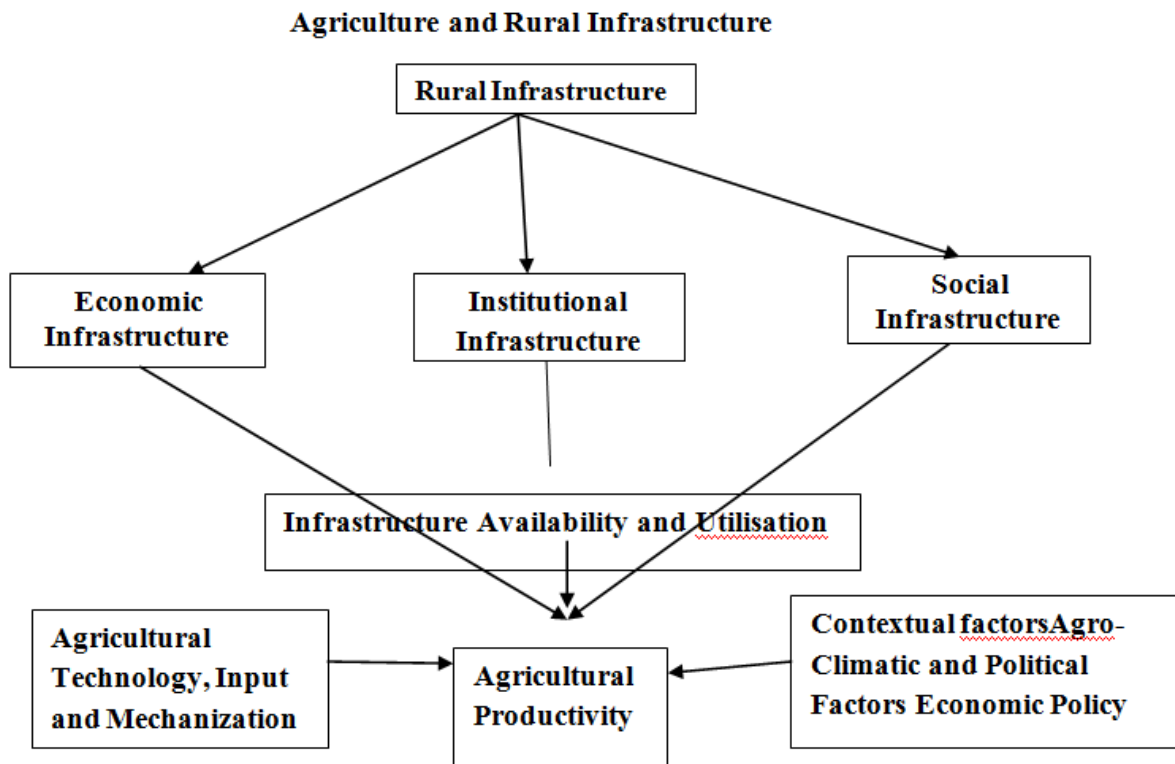 Agriculture and Rural Infrastructure
Rural Infrastructure
Economic
Infrastructure
Institutional
Infrastructure
Social
Infrastructure
Infrastructure Availability and Utilisation
Agricultural
Technology, Input
and Mechanization
Agricultural
Productivity
Contextual factorsAgro-
Climatic and Political
Factors Economic Policy